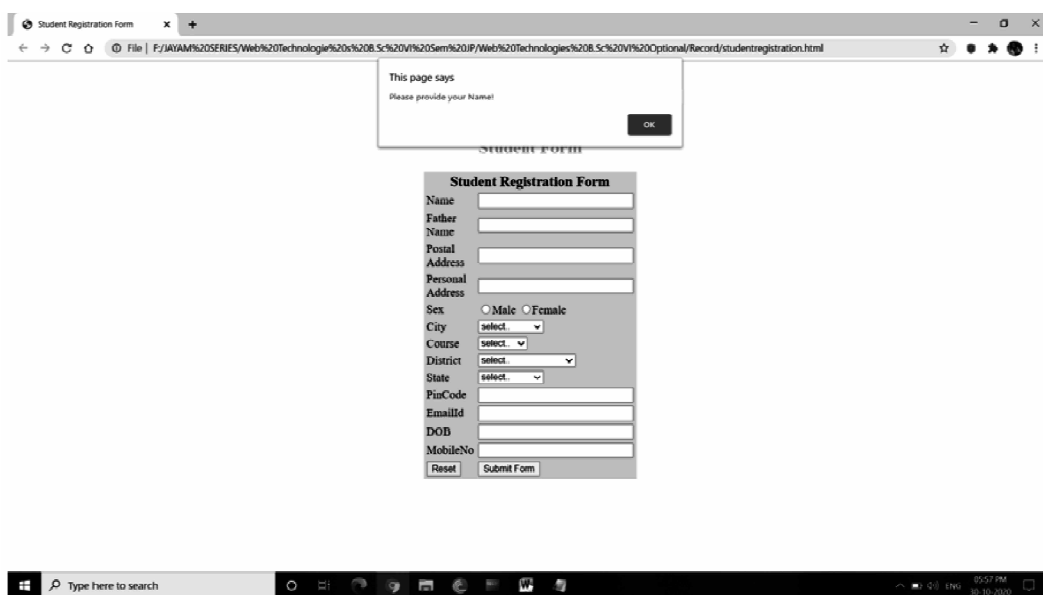 Student Registration Form
File | F:/JAYAM%20SERIES/Web%20Technologie%20s%20B.Sc%20VI%20Sem%20JP/Web%20Technologies%20B.Sc%20VI%20Optional/Record/studentregistration.html
This page says
Please provide your Name!
OK
Student Form
Student Registration Form
Name
Father
Name
Postal
Address
Personal
Address
Sex Male Female
City select..
Course select..
District select..
State select..
PinCode
EmailId
DOB
MobileNo
Reset Submit Form
Type here to search
ENG
05:57 PM
30-10-2020